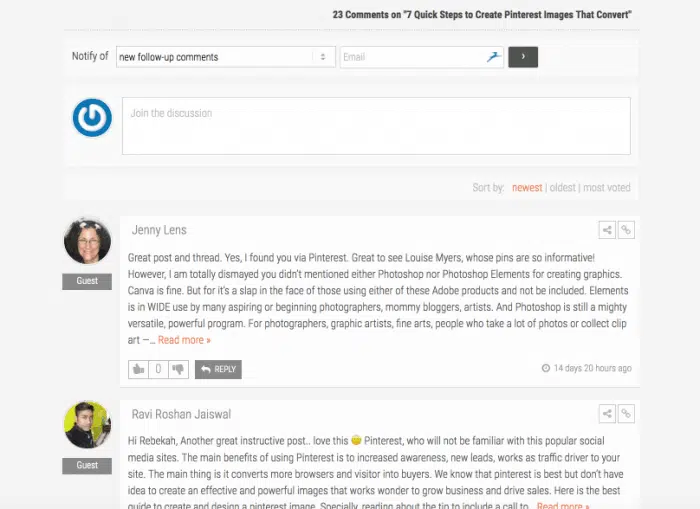 23 Comments on "7 Quick Steps to Create Pinterest Images That Convert"
Notify of new follow-up comments Email ›
Join the discussion
Sort by: newest | oldest | most voted
Jenny Lens
Guest
Great post and thread. Yes, I found you via Pinterest. Great to see Louise Myers, whose pins are so informative!
However, I am totally dismayed you didn't mentioned either Photoshop nor Photoshop Elements for creating graphics.
Canva is fine. But for it's a slap in the face of those using either of these Adobe products and not be included. Elements
is in WIDE use by many aspiring or beginning photographers, mommy bloggers, artists. And Photoshop is still a mighty
versatile, powerful program. For photographers, graphic artists, fine arts, people who take a lot of photos or collect clip
art –... Read more »
0 REPLY 14 days 20 hours ago
Ravi Roshan Jaiswal
Guest
Hi Rebekah, Another great instructive post.. love this 🙂 Pinterest, who will not be familiar with this popular social
media sites. The main benefits of using Pinterest is to increased awareness, new leads, works as traffic driver to your
site. The main thing is it converts more browsers and visitor into buyers. We know that pinterest is best but don't have
idea to create an effective and powerful images that works wonder to grow business and drive sales. Here is the best
guide to create and design a pinterest image. Specially, reading about the tip to include a call to... Read more »